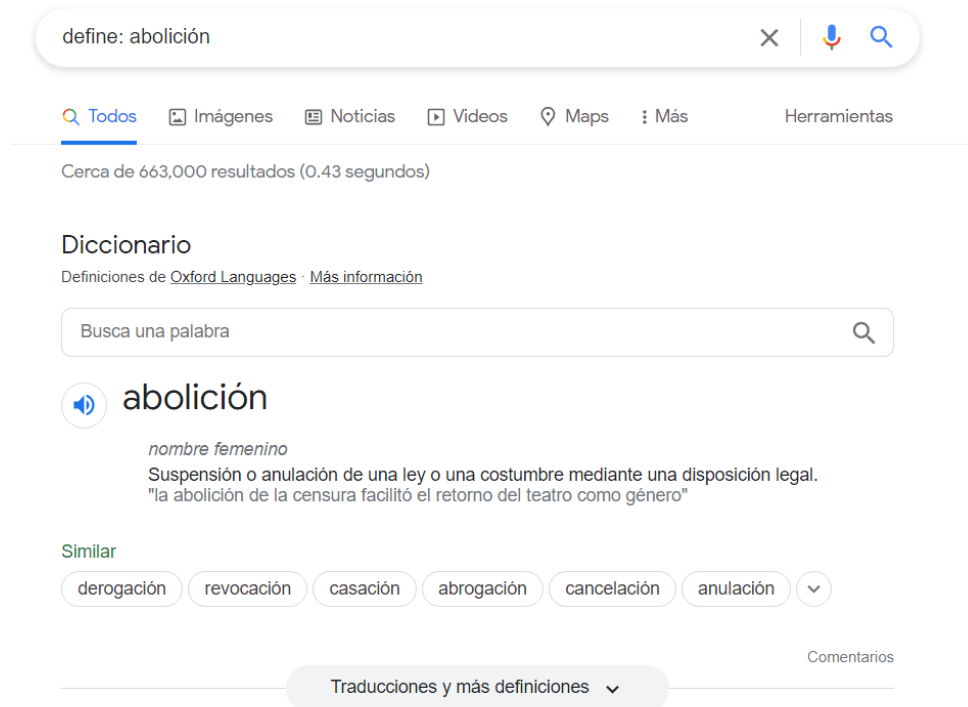 define: abolición
Todos Imágenes Noticias Videos Maps Más Herramientas
Cerca de 663,000 resultados (0.43 segundos)
Diccionario
Definiciones de Oxford Languages · Más información
Busca una palabra
abolición
nombre femenino
Suspensión o anulación de una ley o una costumbre mediante una disposición legal.
"la abolición de la censura facilitó el retorno del teatro como género"
Similar
derogación revocación casación abrogación cancelación anulación
Comentarios
Traducciones y más definiciones